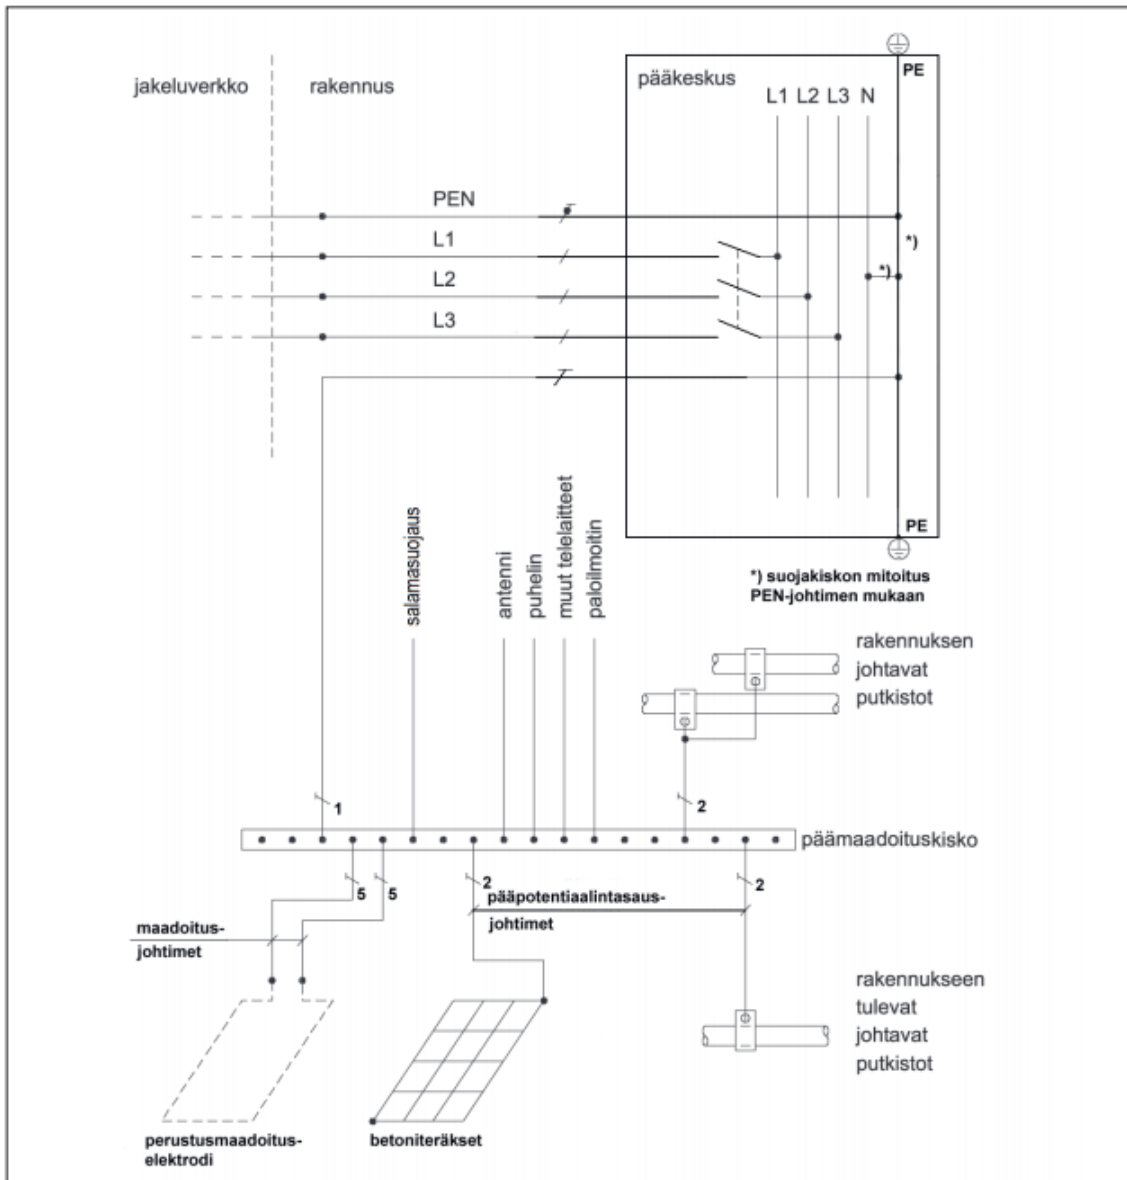 PE
jakeluverkko
rakennus
pääkeskus
L1 L2 L3 N
PEN
L1
*)
*)
L2
L3
PE
*) suojakiskon mitoitus
PEN-johtimen mukaan
salamasuojaus
antenni
puhelin
muut telelaitteet
paloilmoitin
rakennuksen
johtavat
putkistot
1
2
päämaadoituskisko
5
5
2
2
pääpotentiaalintasaus-
johtimet
maadoitus-
johtimet
rakennukseen
tulevat
johtavat
putkistot
perustusmaadoitus-
elektrodi
betoniteräkset